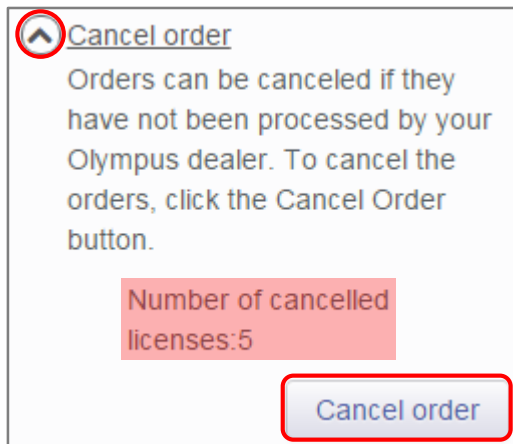 Cancel order
Orders can be canceled if they
have not been processed by your
Olympus dealer. To cancel the
orders, click the Cancel Order
button.
Number of cancelled
licenses:5
Cancel order